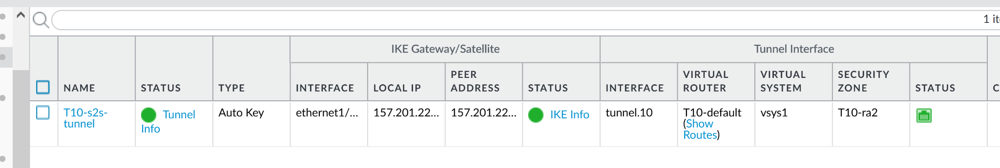 1 it
IKE Gateway/Satellite
Tunnel Interface
NAME
STATUS
TYPE
INTERFACE
LOCAL IP
PEER
ADDRESS
STATUS
INTERFACE
VIRTUAL
ROUTER
VIRTUAL
SYSTEM
SECURITY
ZONE
STATUS
C
T10-s2s-
tunnel
Tunnel
Info
Auto Key
ethernet1/...
157.201.22...
157.201.22...
IKE Info
tunnel.10
T10-default
(Show
Routes)
vsys1
T10-ra2